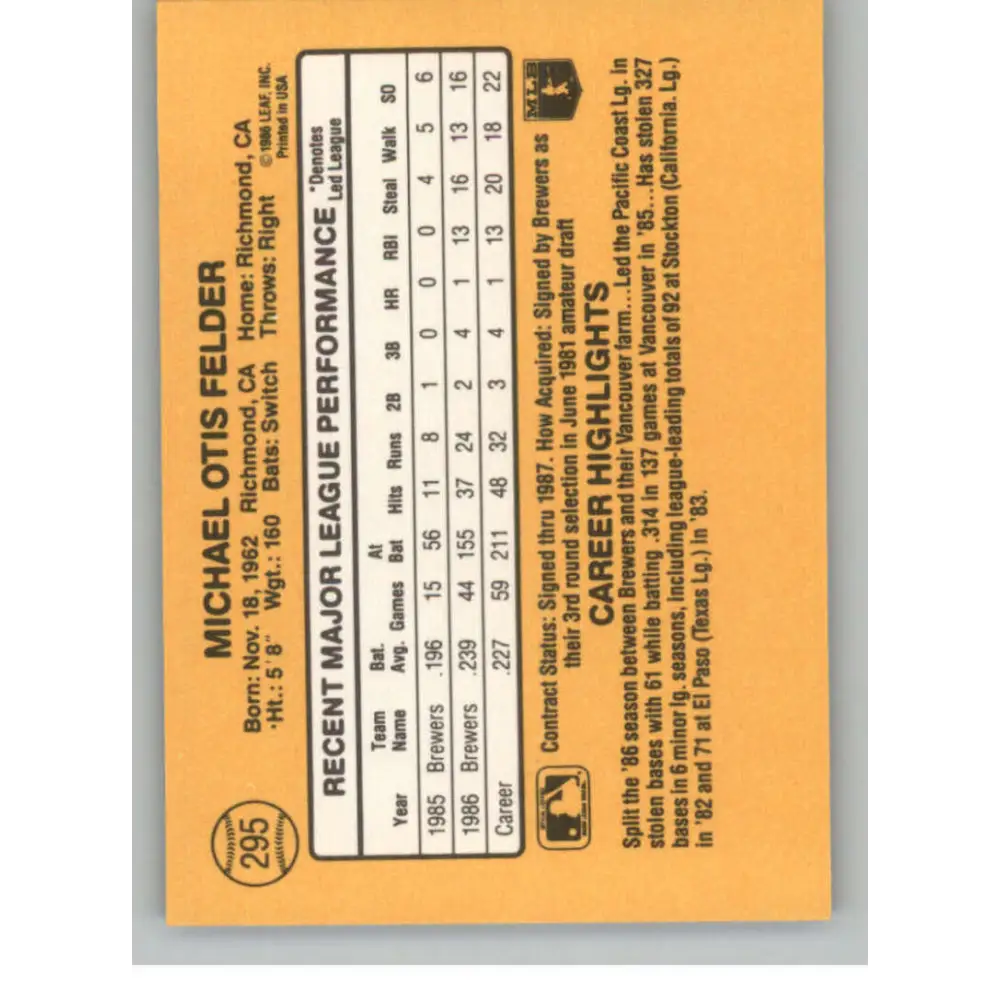 295
MICHAEL OTIS FELDER
Born: Nov. 18, 1962 Richmond, CA Home: Richmond, CA
Ht.: 5'8" Wgt.: 160 Bats: Switch Throws: Right
© 1986 LEAF, INC.
Printed in USA
RECENT MAJOR LEAGUE PERFORMANCE *Denotes Led League
Year Team Name Bat. Avg. Games At Bat Hits Runs 2B 3B HR RBI Steal Walk SO
1985 Brewers .196 15 56 11 8 1 0 0 0 4 5 6
1986 Brewers .239 44 155 37 24 2 4 1 13 16 13 16
Career .227 59 211 48 32 3 4 1 13 20 18 22
Contract Status: Signed thru 1987. How Acquired: Signed by Brewers as
their 3rd round selection in June 1981 amateur draft
MLB
CAREER HIGHLIGHTS
Split the '86 season between Brewers and their Vancouver farm...Led the Pacific Coast Lg. in
stolen bases with 61 while batting .314 in 137 games at Vancouver in '85...Has stolen 327
bases in 6 minor lg. seasons, including league-leading totals of 92 at Stockton (California. Lg.)
in '82 and 71 at El Paso (Texas Lg.) in '83.